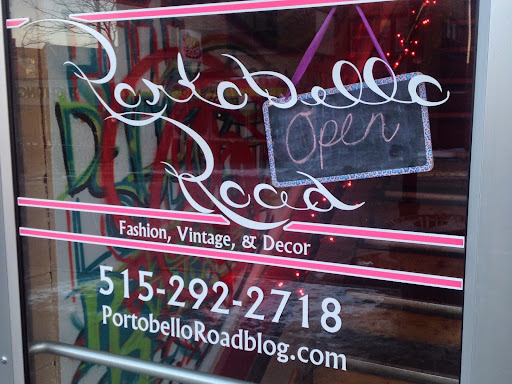 Portobello
Open
Road
Fashion, Vintage, & Decor
515-292-2718
PortobelloRoadblog.com